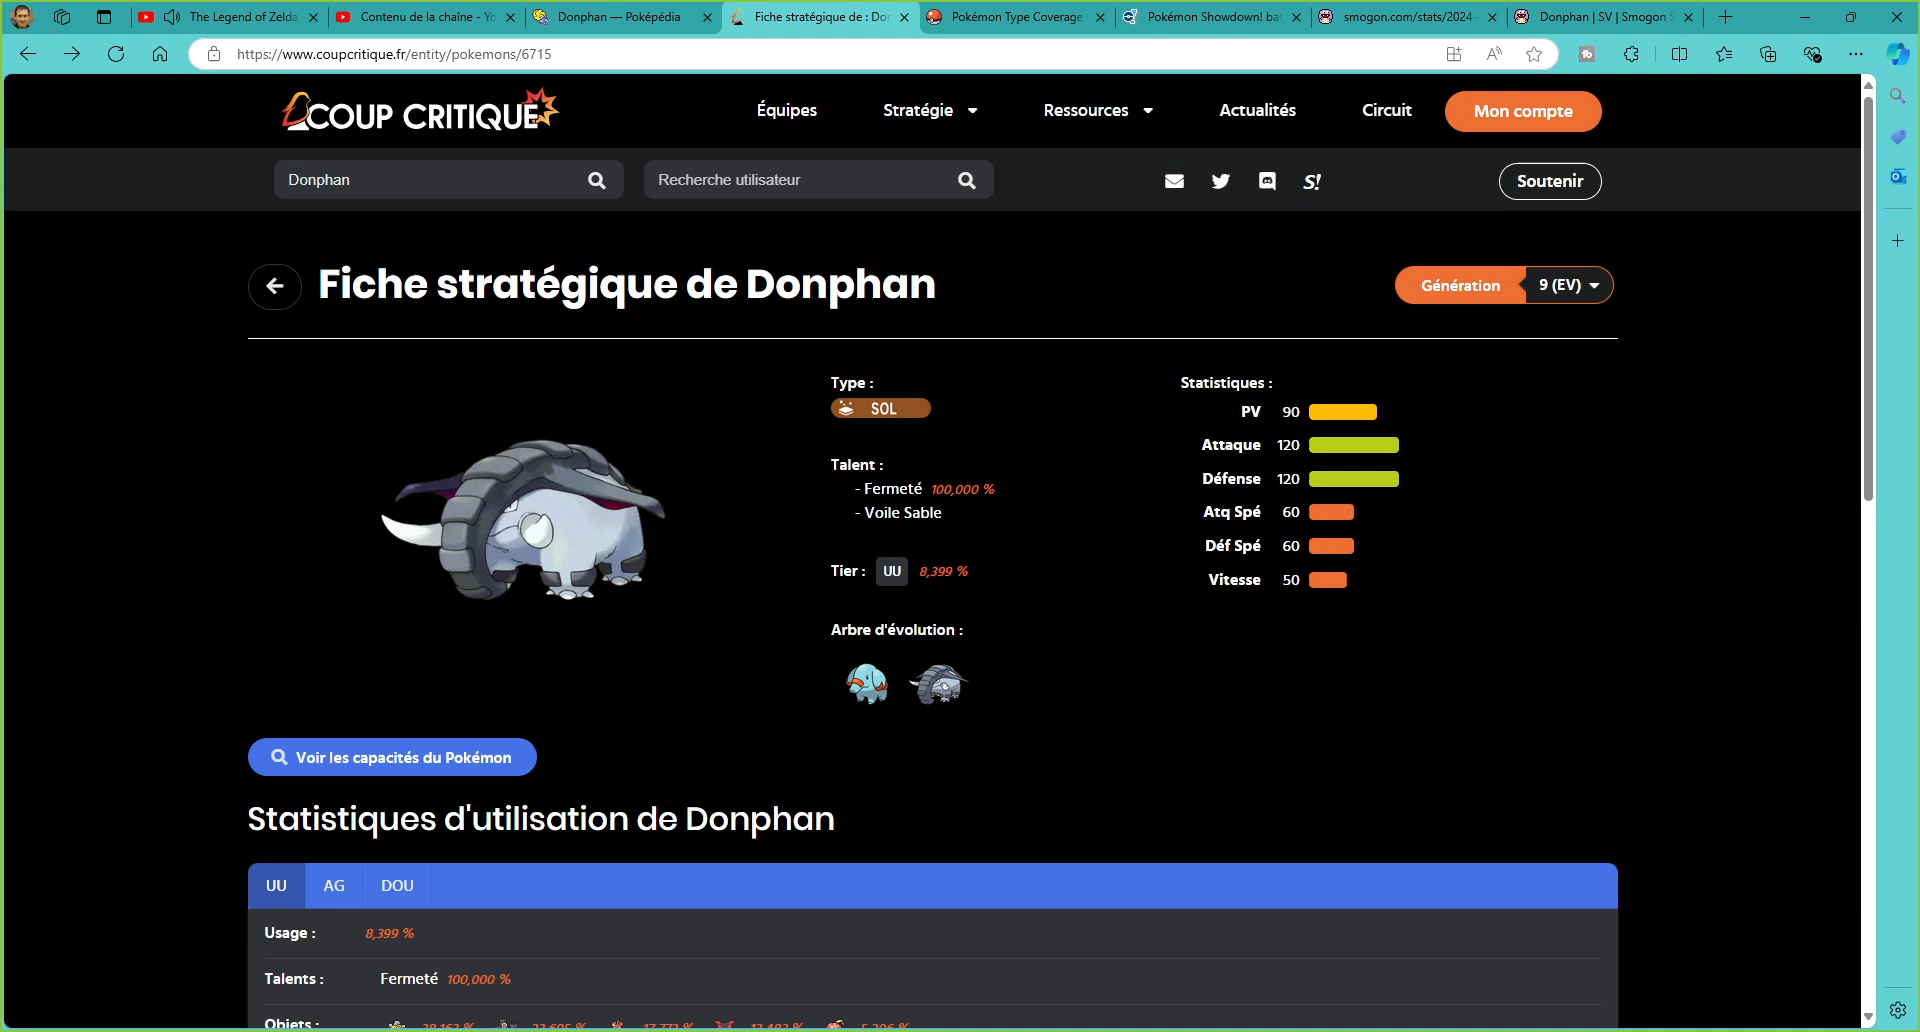 The Legend of Zelda
Contenu de la chaîne - Yo
Donphan — Poképédia
Fiche stratégique de : Don
Pokémon Type Coverage
Pokémon Showdown! bat
smogon.com/stats/2024-
Donphan | SV | Smogon S
https://www.coupcritique.fr/entity/pokemons/6715
COUP CRITIQUE
Équipes
Stratégie
Ressources
Actualités
Circuit
Mon compte
Donphan
Recherche utilisateur
S!
Soutenir
Fiche stratégique de Donphan
Génération
9 (EV)
Type :
SOL
Talent :
- Fermeté 100,000 %
- Voile Sable
Tier : UU 8,399 %
Arbre d'évolution :
Statistiques :
PV 90
Attaque 120
Défense 120
Atq Spé 60
Déf Spé 60
Vitesse 50
Voir les capacités du Pokémon
Statistiques d'utilisation de Donphan
UU AG DOU
Usage : 8,399 %
Talents : Fermeté 100,000 %
Objets :